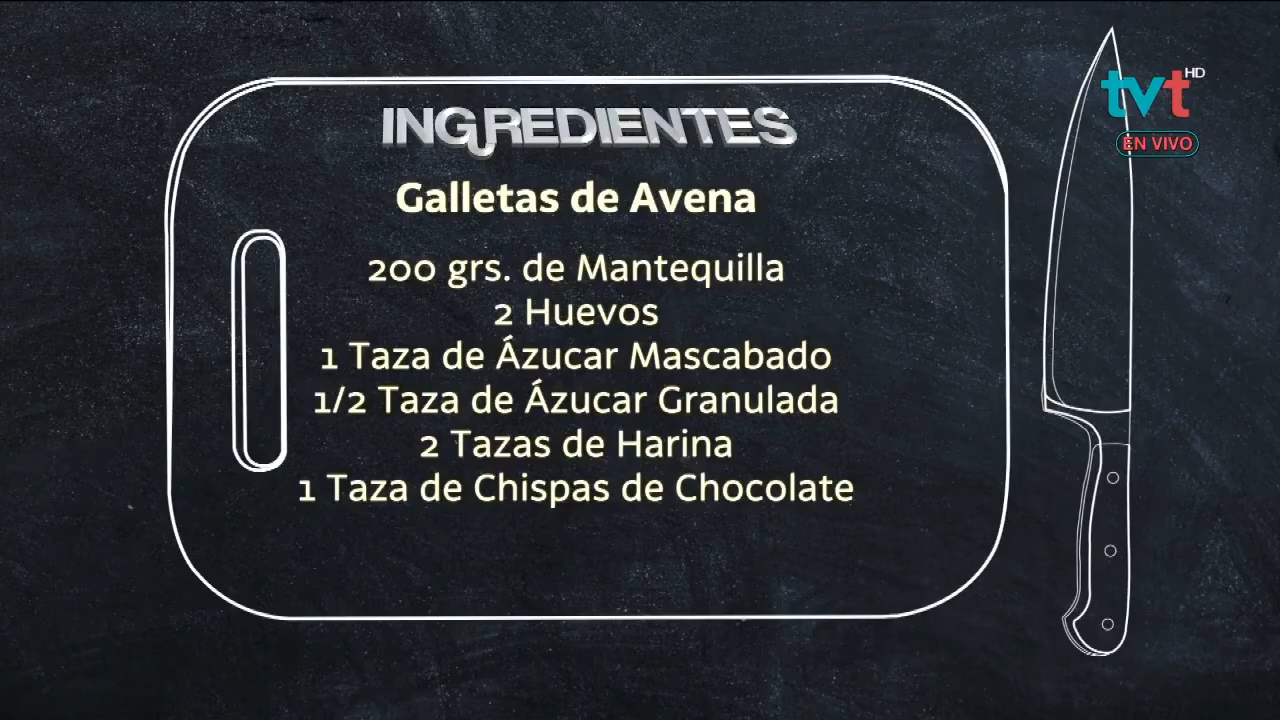 INGREDIENTES
Galletas de Avena
200 grs. de Mantequilla
2 Huevos
1 Taza de Ázucar Mascabado
1/2 Taza de Ázucar Granulada
2 Tazas de Harina
1 Taza de Chispas de Chocolate
tvt HD
EN VIVO